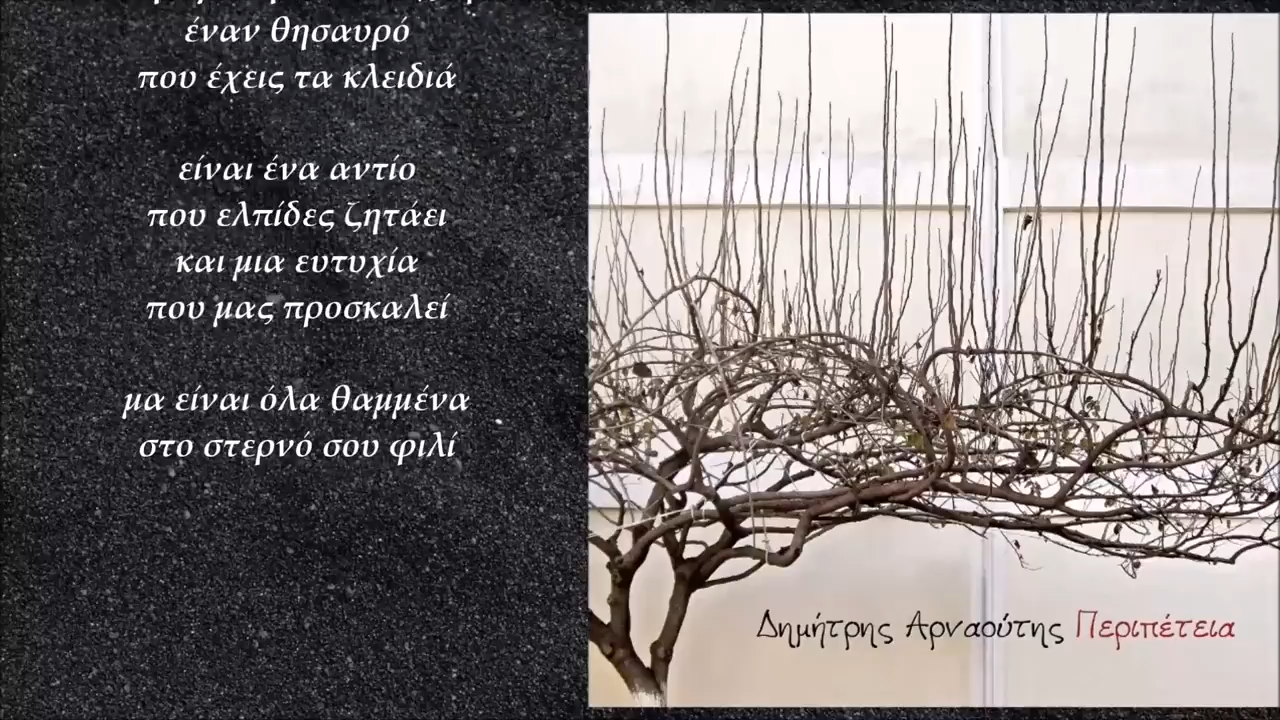 έναν θησαυρό
που έχεις τα κλειδιά
είναι ένα αντίο
που ελπίδες ζητάει
και μια ευτυχία
που μας προσκαλεί
μα είναι όλα θαμμένα
στο στερνό σου φιλί
Δημήτρης Αρναούτης Περιπέτεια